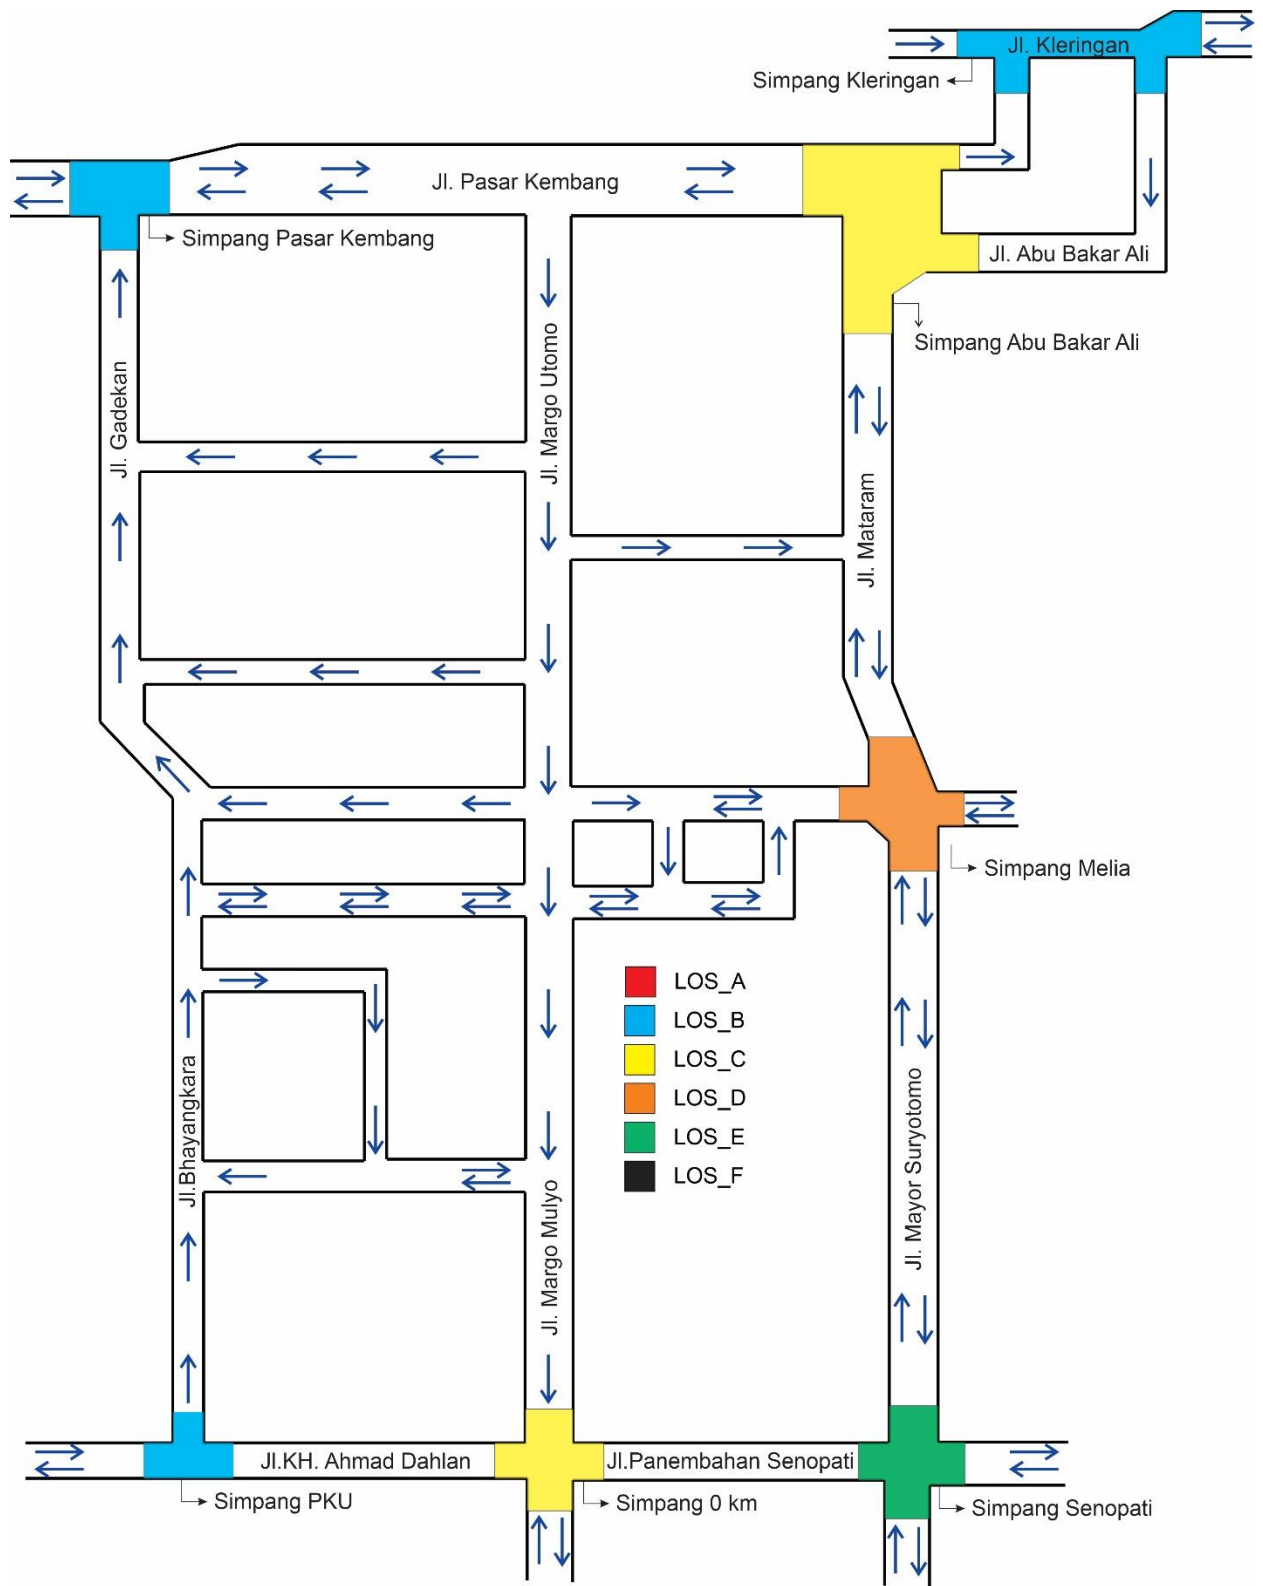 Jl. Kleringan
Simpang Kleringan
Jl. Pasar Kembang
Simpang Pasar Kembang
Jl. Abu Bakar Ali
Simpang Abu Bakar Ali
Jl. Gadekan
Jl. Margo Utomo
Jl. Mataram
Simpang Melia
LOS_A
LOS_B
LOS_C
LOS_D
LOS_E
LOS_F
Jl.Bhayangkara
Jl. Margo Mulyo
Jl. Mayor Suryotomo
Jl.KH. Ahmad Dahlan
Jl.Panembahan Senopati
Simpang PKU
Simpang 0 km
Simpang Senopati